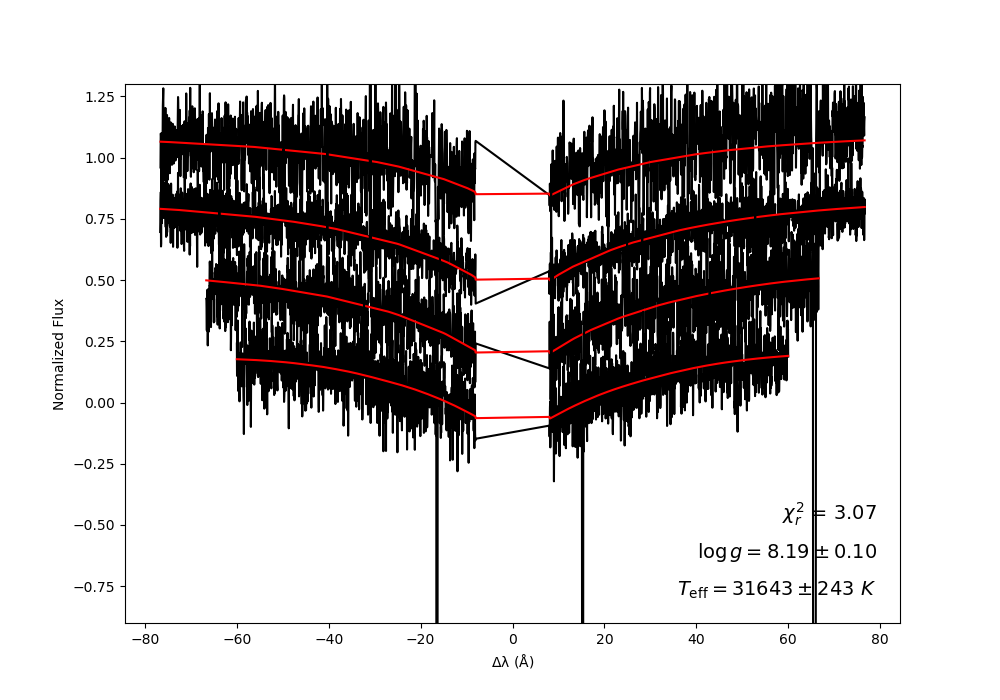 1.25
1.00
0.75
0.50
0.25
0.00
−0.25
−0.50
−0.75
Normalized Flux
χ²ᵣ = 3.07
log g = 8.19 ± 0.10
T_eff = 31643 ± 243 K
−80 −60 −40 −20 0 20 40 60 80
Δλ (Å)